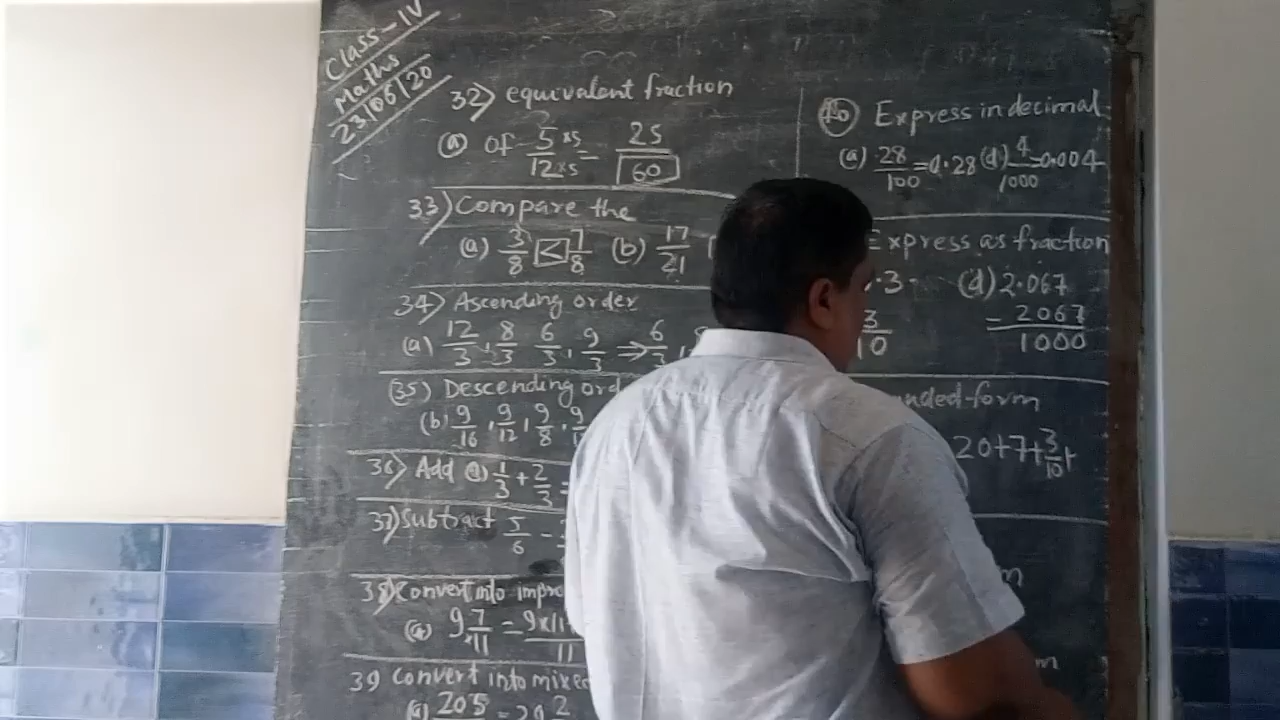 Class-IV
Maths
23/06/20
32) equivalent fraction
(a) of 5/12 ×5/×5 = 25/60
33) Compare the
(a) 3/8 < 7/8 (b) 17/21
34) Ascending order
(a) 12/3, 8/3, 6/3, 9/3 ⇒ 6/3,
(35) Descending ord
(b) 9/16, 9/12, 9/8, 9/
36) Add (a) 1/3 + 2/3 =
37) Subtract 5/6 -
38) Convert into impro
(a) 9 7/11 = 9×11/11
39 Convert into mixed
(a) 205 = 29 2
40 Express in decimal
(a) 28/100 = 0.28 (d) 4/1000 = 0.004
Express as fraction
.3 (d) 2.067
3/10 = 2067/1000
nded form
20+7+3/10+
m
m